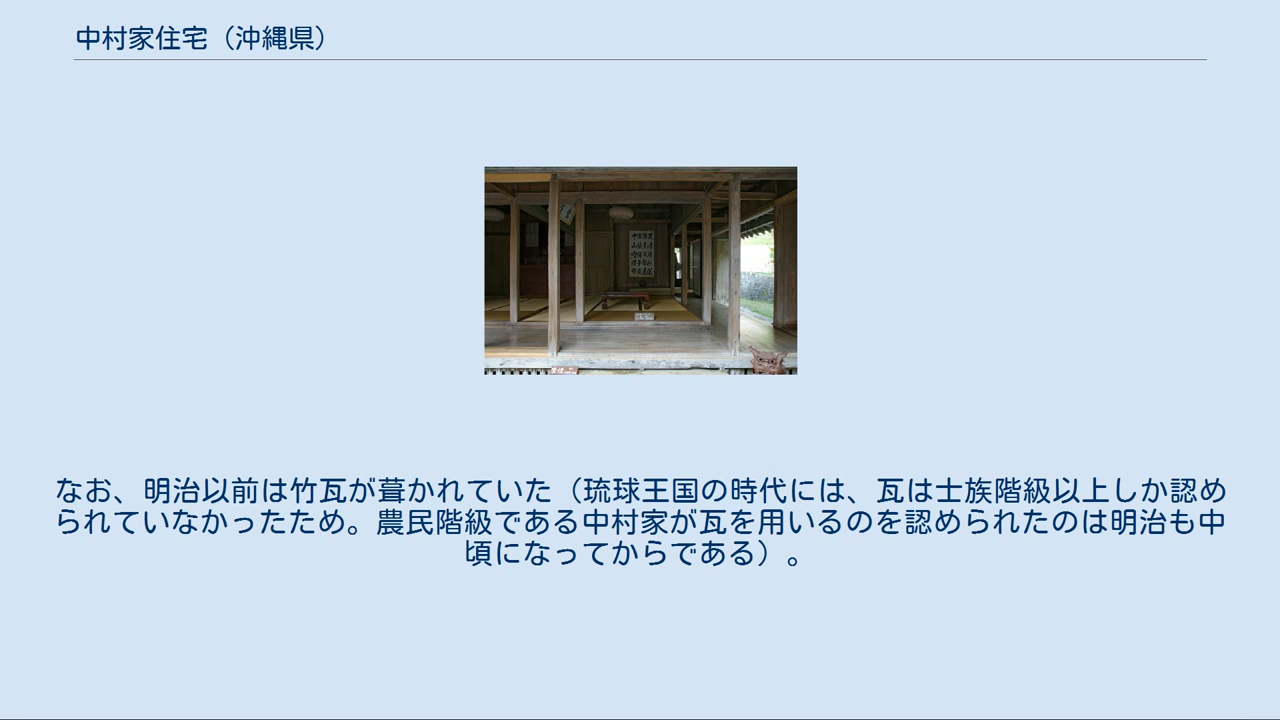 中村家住宅（沖縄県）
なお、明治以前は竹瓦が葺かれていた（琉球王国の時代には、瓦は士族階級以上しか認め
られていなかったため。農民階級である中村家が瓦を用いるのを認められたのは明治も中
頃になってからである）。